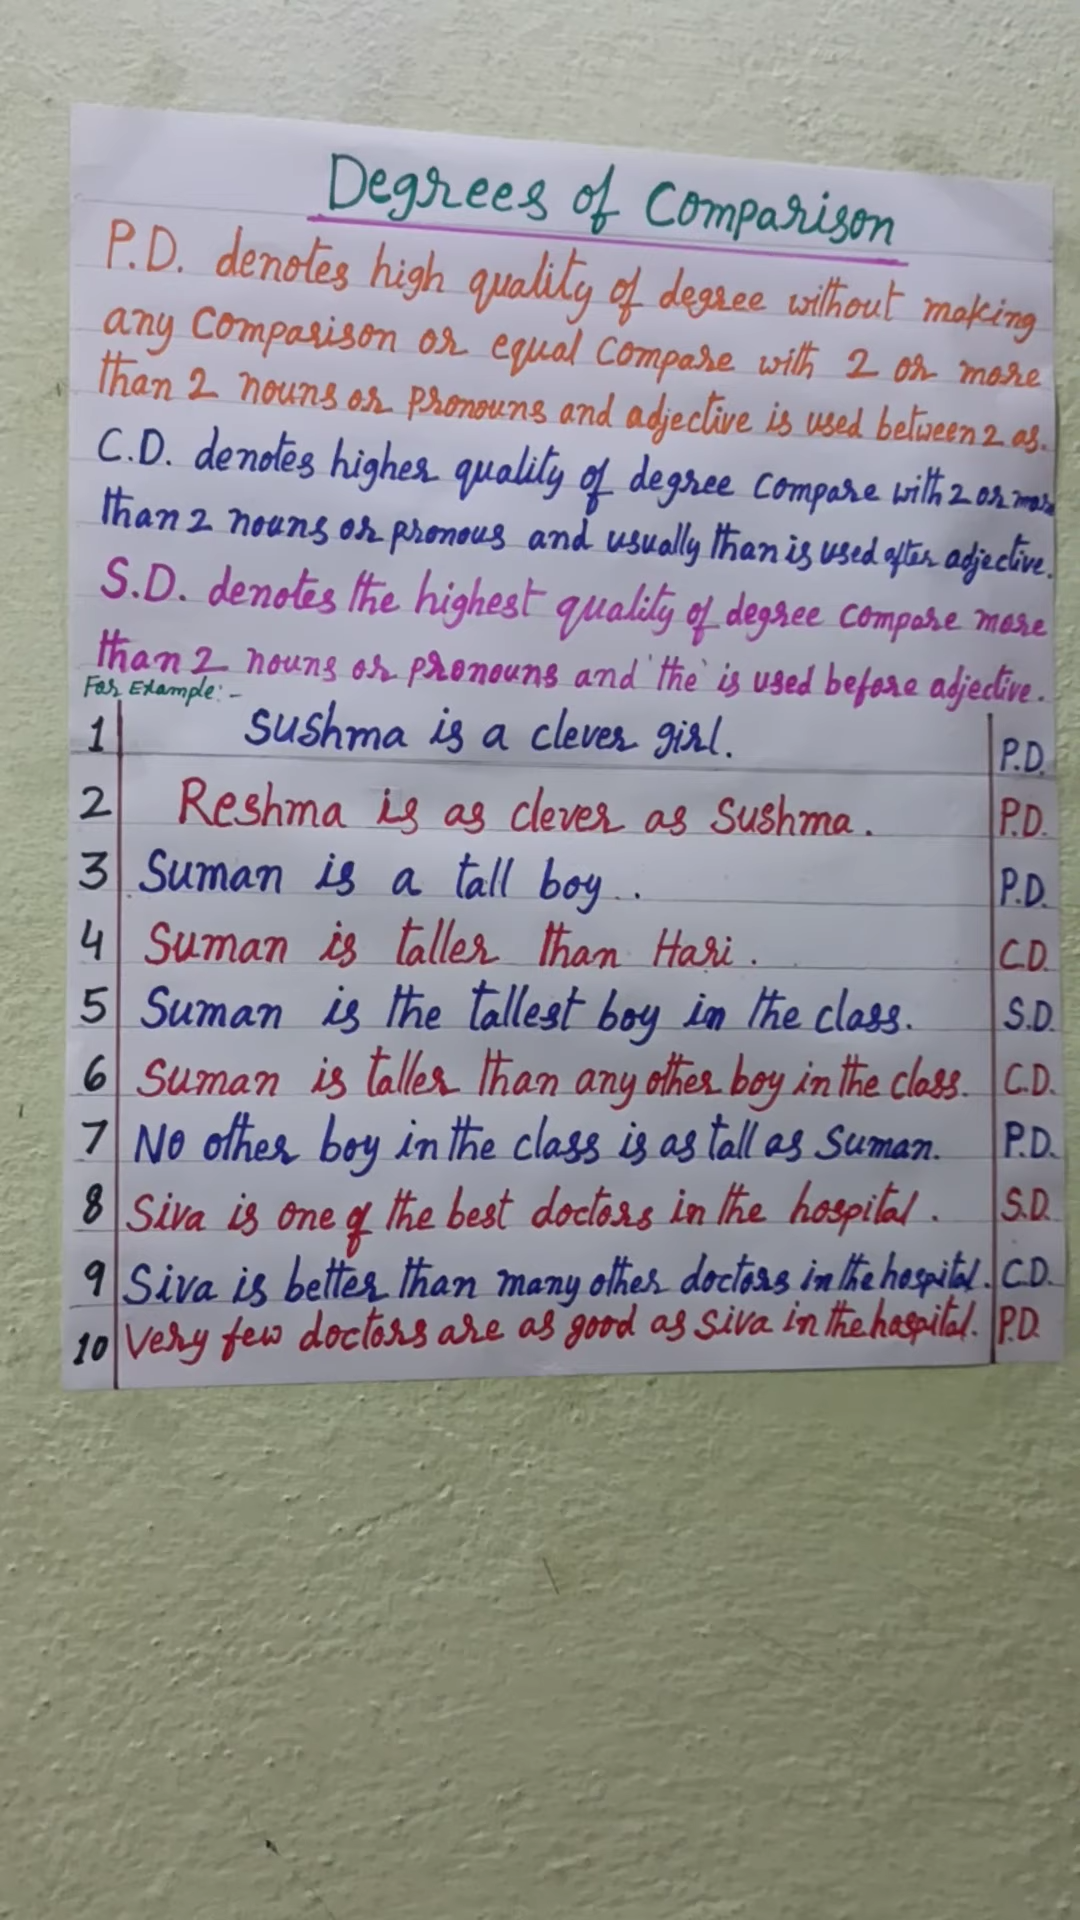 Degrees of Comparison
P.D. denotes high quality of degree without making
any Comparison or equal Compare with 2 or more
than 2 nouns or pronouns and adjective is used between 2 as.
C.D. denotes higher quality of degree compare with 2 or more
than 2 nouns or pronous and usually than is used after adjective.
S.D. denotes the highest quality of degree compare more
than 2 nouns or pronouns and 'the' is used before adjective.
For Example:-
1 Sushma is a clever girl. P.D.
2 Reshma is as clever as Sushma. P.D.
3 Suman is a tall boy.. P.D.
4 Suman is taller than Hari. C.D.
5 Suman is the tallest boy in the class. S.D.
6 Suman is taller than any other boy in the class. C.D.
7 No other boy in the class is as tall as Suman. P.D.
8 Siva is one of the best doctors in the hospital. S.D.
9 Siva is better than many other doctors in the hospital. C.D.
10 Very few doctors are as good as Siva in the hospital. P.D.